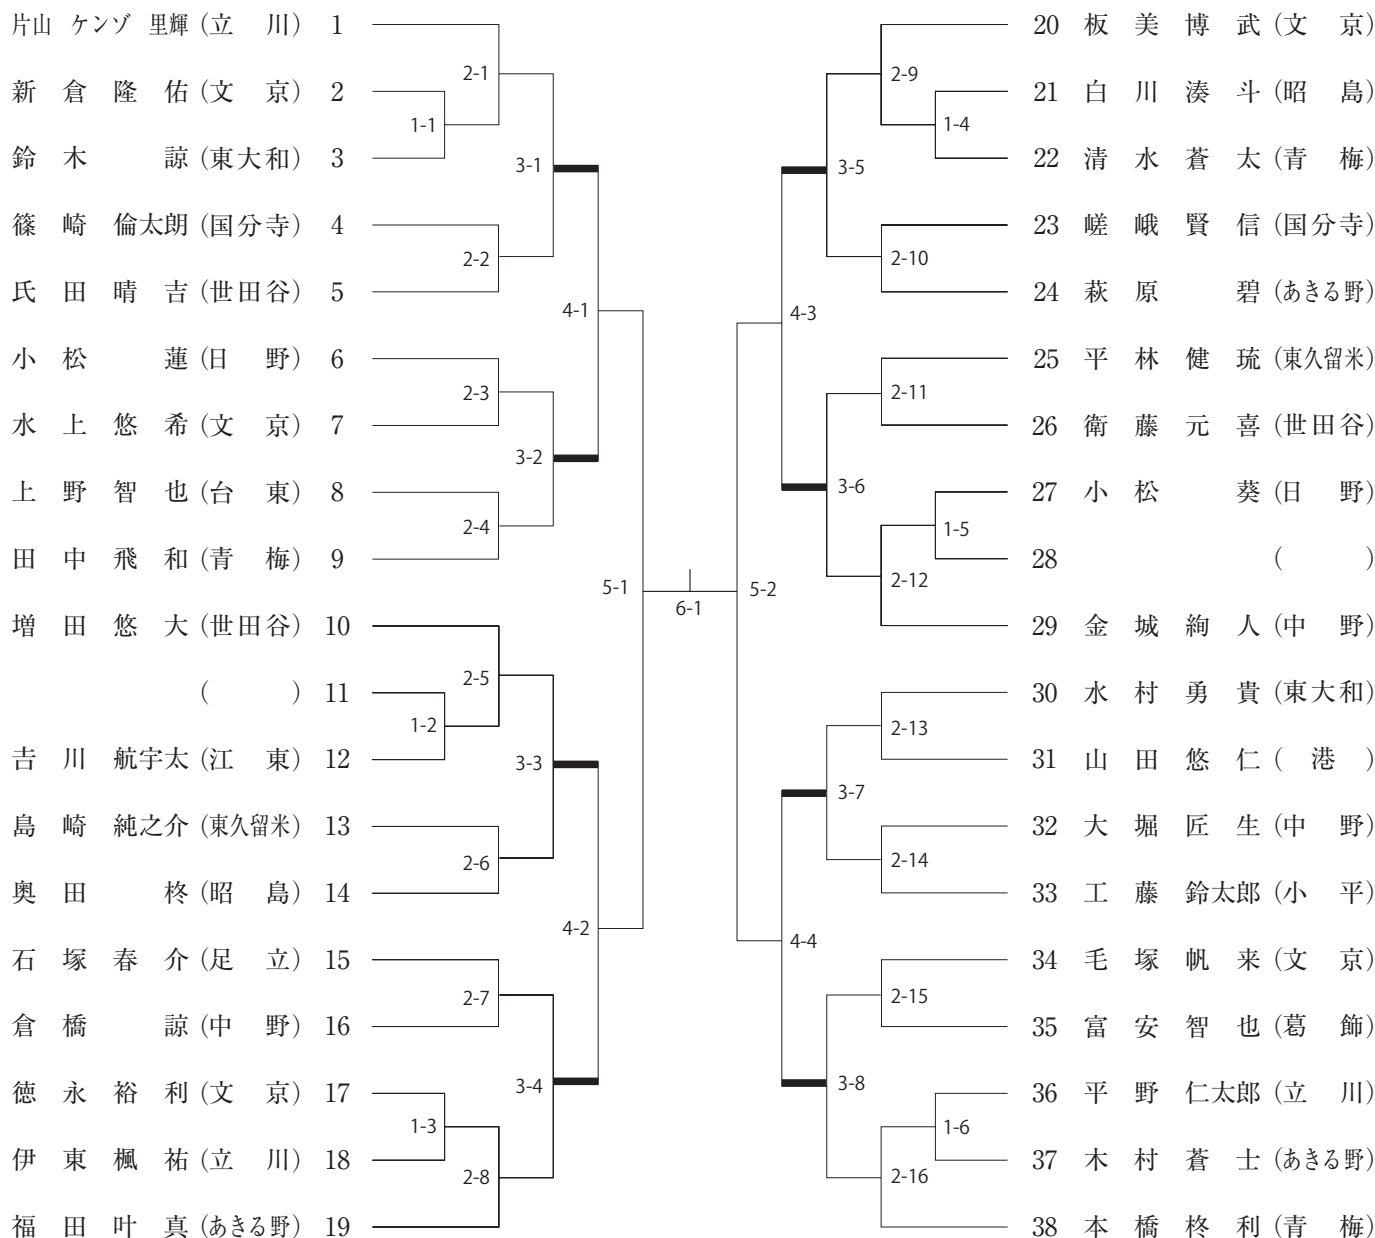 片山 ケンゾ 里輝 (立 川) 1
2-1
新 倉 隆 佑 (文 京) 2
1-1
鈴 木 諒 (東大和) 3
3-1
篠 崎 倫太朗 (国分寺) 4
2-2
氏 田 晴 吉 (世田谷) 5
4-1
小 松 蓮 (日 野) 6
2-3
水 上 悠 希 (文 京) 7
3-2
上 野 智 也 (台 東) 8
2-4
田 中 飛 和 (青 梅) 9
5-1
増 田 悠 大 (世田谷) 10
2-5
( ) 11
1-2
吉 川 航宇太 (江 東) 12
3-3
島 崎 純之介 (東久留米) 13
2-6
奥 田 柊 (昭 島) 14
4-2
石 塚 春 介 (足 立) 15
2-7
倉 橋 諒 (中 野) 16
3-4
徳 永 裕 利 (文 京) 17
1-3
伊 東 楓 祐 (立 川) 18
2-8
福 田 叶 真 (あきる野) 19
6-1
20 板 美 博 武 (文 京)
2-9
21 白 川 湊 斗 (昭 島)
1-4
22 清 水 蒼 太 (青 梅)
3-5
23 嵯 峨 賢 信 (国分寺)
2-10
24 萩 原 碧 (あきる野)
4-3
25 平 林 健 琉 (東久留米)
2-11
26 衛 藤 元 喜 (世田谷)
3-6
27 小 松 葵 (日 野)
1-5
28 ( )
2-12
5-2
29 金 城 絢 人 (中 野)
30 水 村 勇 貴 (東大和)
2-13
31 山 田 悠 仁 ( 港 )
3-7
32 大 堀 匠 生 (中 野)
2-14
33 工 藤 鈴太郎 (小 平)
4-4
34 毛 塚 帆 来 (文 京)
2-15
35 富 安 智 也 (葛 飾)
3-8
36 平 野 仁太郎 (立 川)
1-6
37 木 村 蒼 士 (あきる野)
2-16
38 本 橋 柊 利 (青 梅)